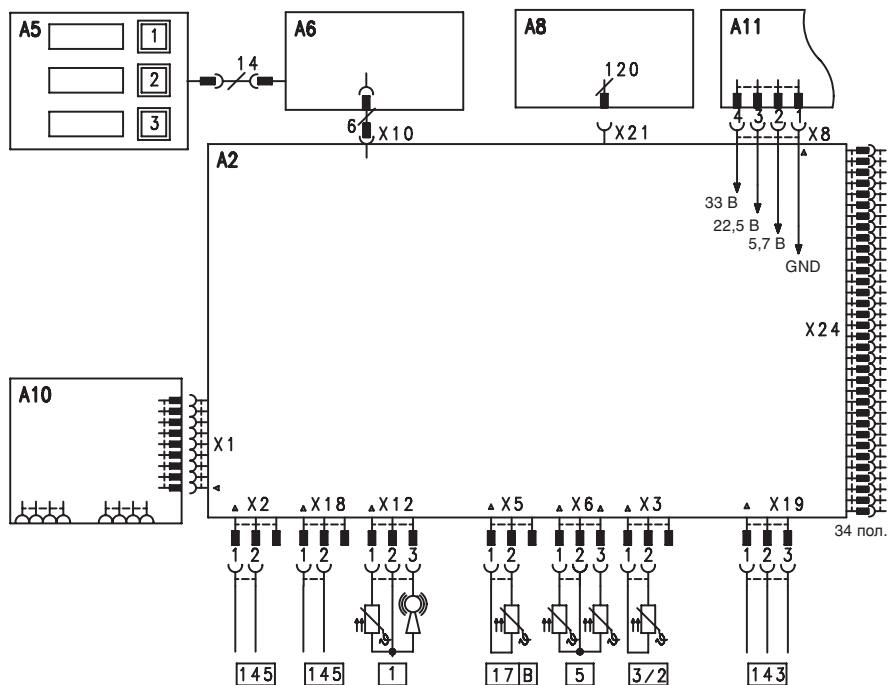 A5
1
2
3
14
A6
6
X10
A8
120
X21
A11
4 3 2 1
X8
A2
33 В
22,5 В
5,7 В
GND
X24
A10
X1
X2 X18 X12 X5 X6 X3 X19
34 пол.
1 2 1 2 1 2 3 1 2 1 2 3 1 2 1 2 3
145 145 1 17 B 5 3/2 143